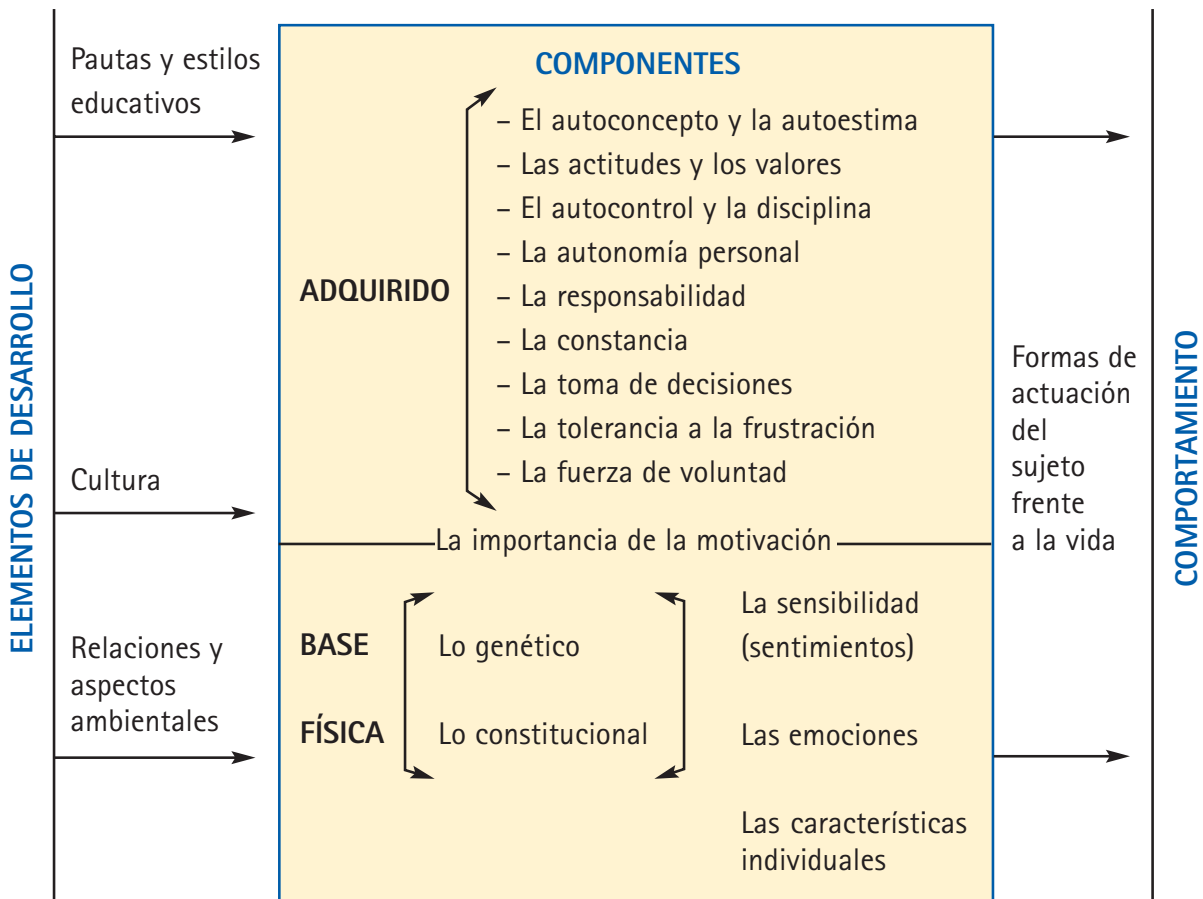 ELEMENTOS DE DESARROLLO
Pautas y estilos
educativos
Cultura
Relaciones y
aspectos
ambientales
COMPONENTES
ADQUIRIDO
– El autoconcepto y la autoestima
– Las actitudes y los valores
– El autocontrol y la disciplina
– La autonomía personal
– La responsabilidad
– La constancia
– La toma de decisiones
– La tolerancia a la frustración
– La fuerza de voluntad
La importancia de la motivación
BASE
FÍSICA
Lo genético
Lo constitucional
La sensibilidad
(sentimientos)
Las emociones
Las características
individuales
Formas de
actuación
del
sujeto
frente
a la vida
COMPORTAMIENTO